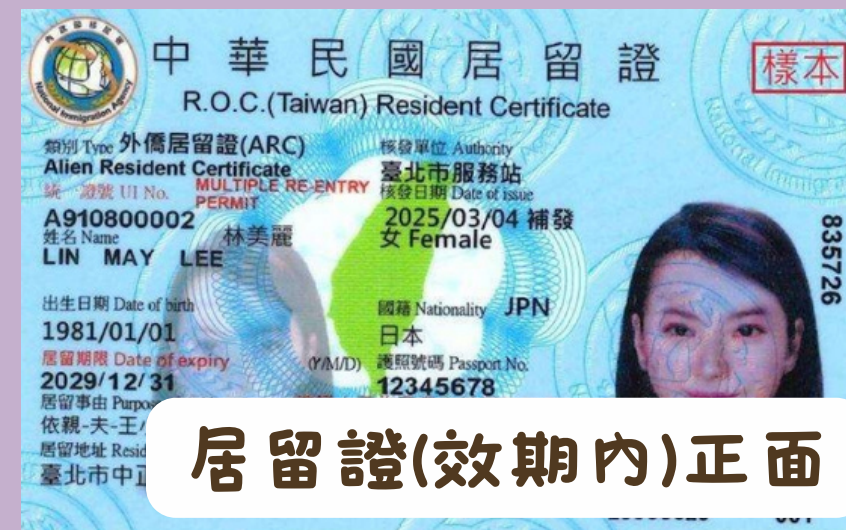 中華民國居留證
樣本
R.O.C.(Taiwan) Resident Certificate
National Immigration Agency
類別 Type 外僑居留證(ARC)
Alien Resident Certificate
核發單位 Authority
臺北市服務站
統一證號 UI No.
MULTIPLE RE-ENTRY
PERMIT
核發日期 Date of issue
A910800002
2025/03/04 補發
姓名 Name
林美麗
女 Female
LIN MAY LEE
835726
出生日期 Date of birth
國籍 Nationality JPN
1981/01/01
日本
居留期限 Date of expiry
(Y/M/D)
護照號碼 Passport No.
2029/12/31
12345678
居留事由
依親-夫-王
居留地址
臺北市中正
居留證(效期內)正面